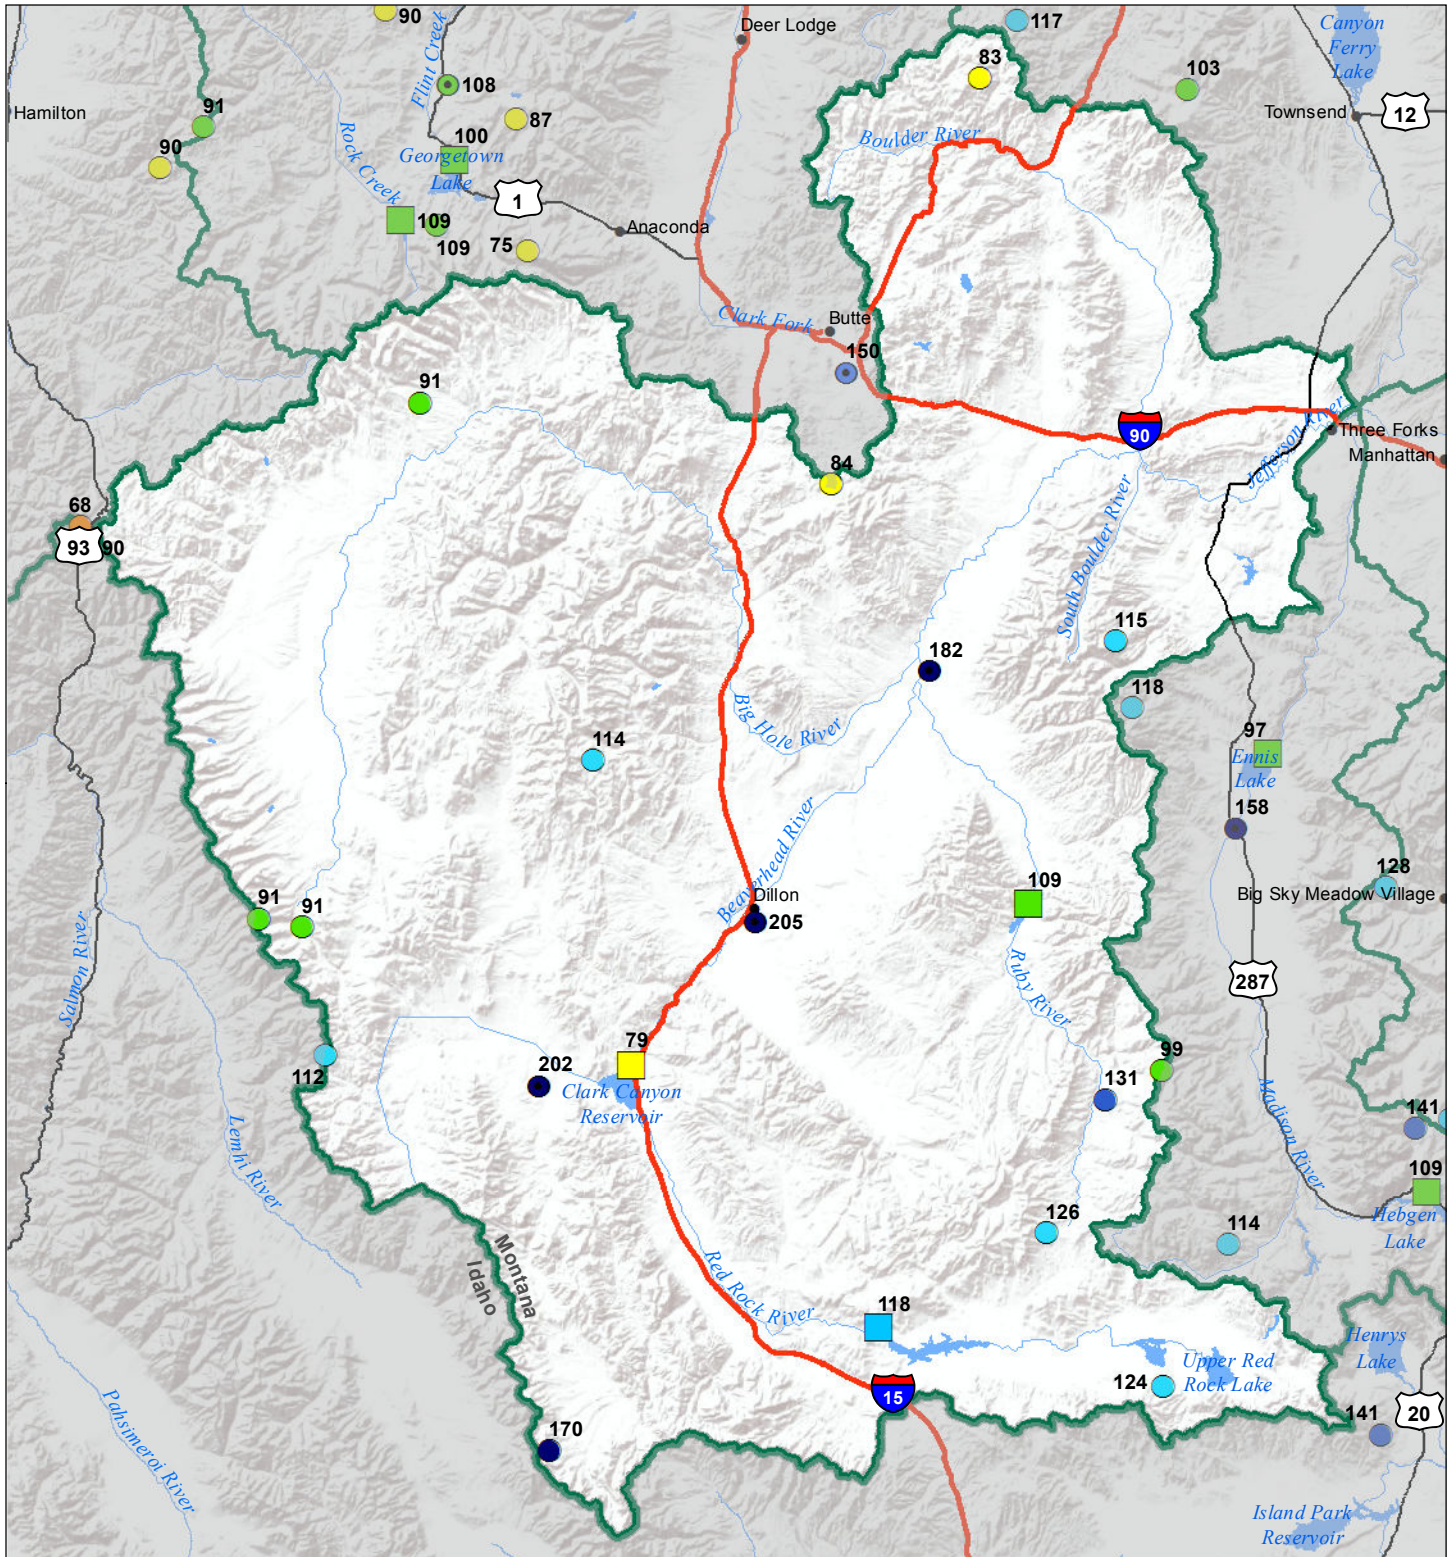 90
117
Canyon
Ferry
Lake
Deer Lodge
Flint Creek
83
108
103
Hamilton
91
87
Townsend
12
Rock Creek
100
Georgetown
Lake
Boulder River
90
1
109
109
75
Anaconda
Clark Fork
Butte
150
91
90
Jefferson River
Three Forks
Manhattan
84
68
93
90
South Boulder River
115
182
118
Big Hole River
97
Ennis
Lake
114
158
Beaverhead River
128
Big Sky Meadow Village
109
Dillon
205
91
91
Salmon River
Ruby River
287
79
99
112
202
Clark Canyon
Reservoir
131
Madison River
141
Lemhi River
109
Hebgen
Lake
126
114
Montana
Idaho
Red Rock River
118
Henrys
Lake
Upper Red
Rock Lake
124
15
20
141
170
Pahsimeroi River
Island Park
Reservoir